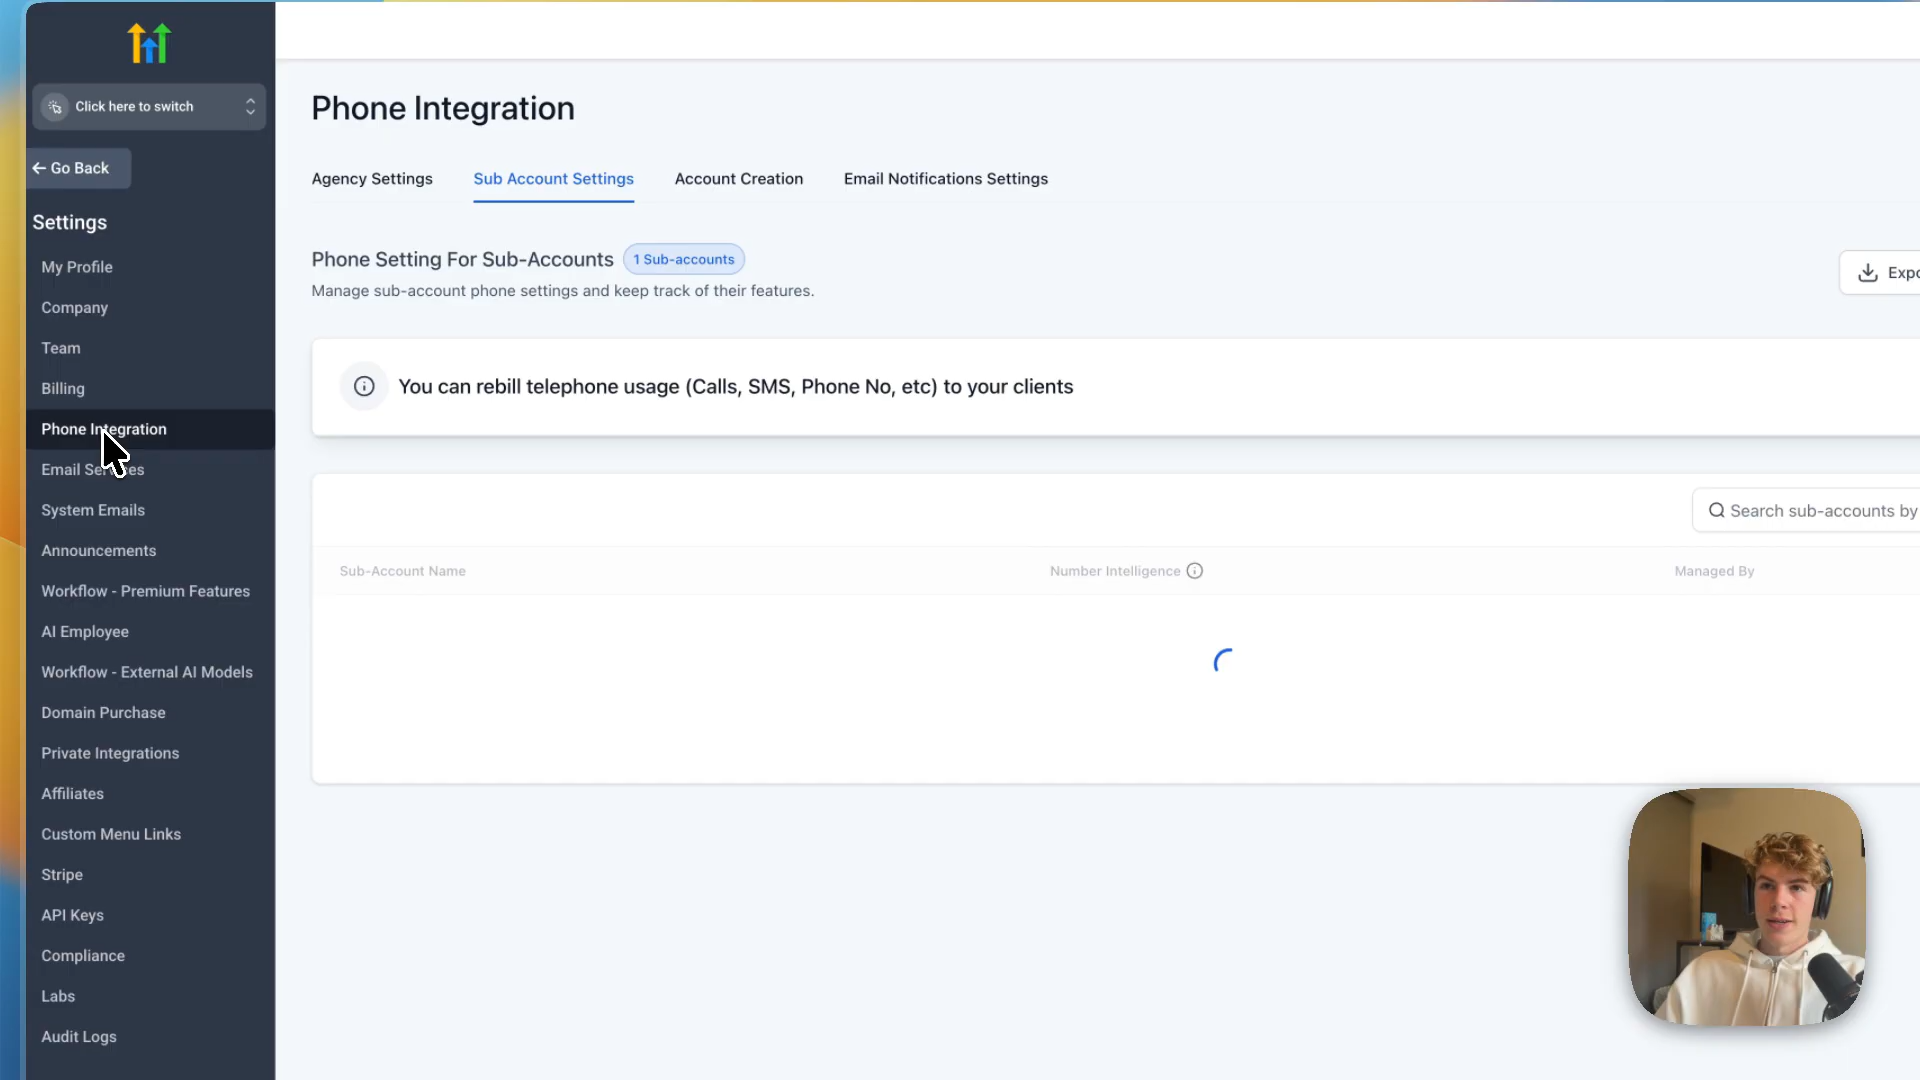 Click here to switch
Go Back
Settings
My Profile
Company
Team
Billing
Phone Integration
Email Services
System Emails
Announcements
Workflow - Premium Features
AI Employee
Workflow - External AI Models
Domain Purchase
Private Integrations
Affiliates
Custom Menu Links
Stripe
API Keys
Compliance
Labs
Audit Logs
Phone Integration
Agency Settings
Sub Account Settings
Account Creation
Email Notifications Settings
Phone Setting For Sub-Accounts
1 Sub-accounts
Manage sub-account phone settings and keep track of their features.
Expo
You can rebill telephone usage (Calls, SMS, Phone No, etc) to your clients
Search sub-accounts by
Sub-Account Name
Number Intelligence
Managed By